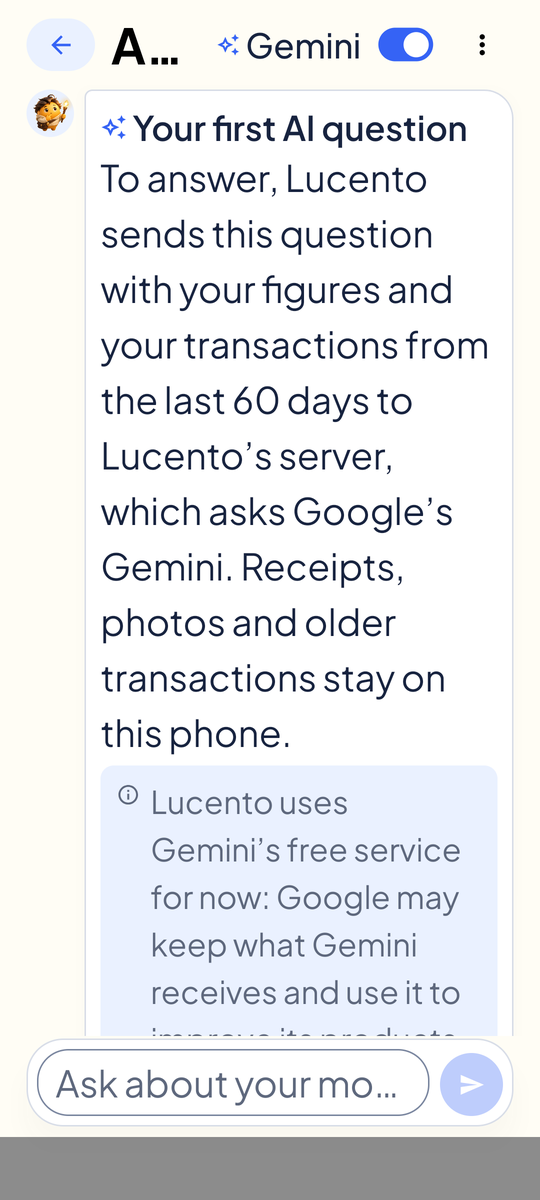 A...
Gemini
Your first AI question
To answer, Lucento
sends this question
with your figures and
your transactions from
the last 60 days to
Lucento’s server,
which asks Google’s
Gemini. Receipts,
photos and older
transactions stay on
this phone.
Lucento uses
Gemini’s free service
for now: Google may
keep what Gemini
receives and use it to
improve its products
Ask about your mo...